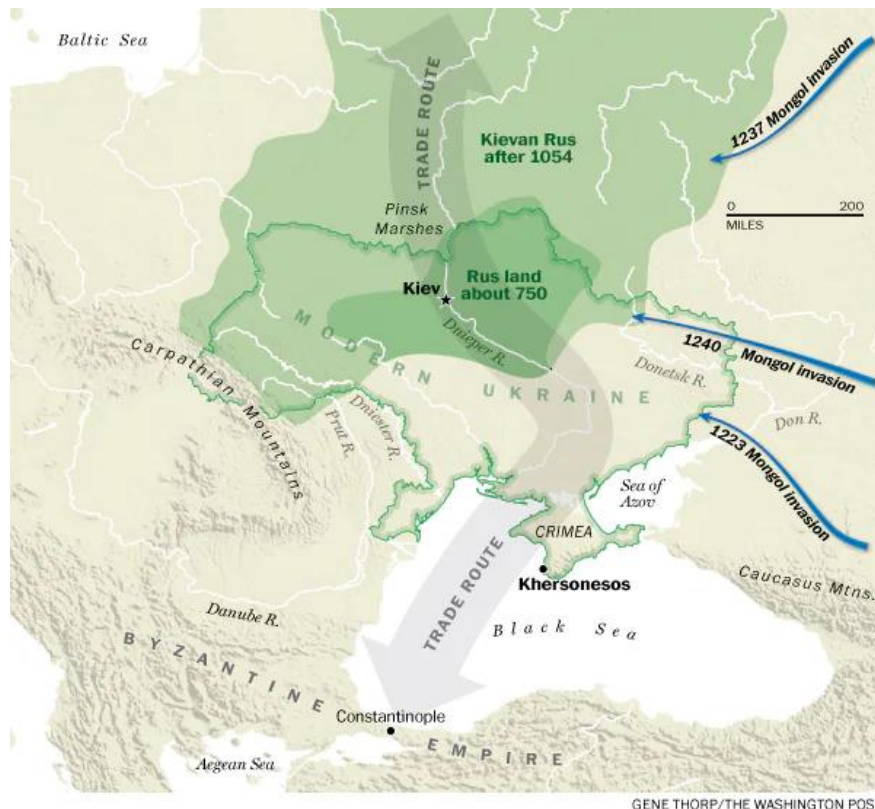 Baltic Sea
1237 Mongol invasion
TRADE ROUTE
Kievan Rus
after 1054
0 200
MILES
Pinsk
Marshes
Rus land
about 750
Kiev
Dnieper R.
MODERN UKRAINE
1240 Mongol invasion
Donetsk R.
Carpathian Mountains
Prut R.
Dniester R.
Don R.
1223 Mongol invasion
Sea of
Azov
CRIMEA
Khersonesos
Caucasus Mtns.
TRADE ROUTE
Black Sea
Danube R.
BYZANTINE EMPIRE
Constantinople
Aegean Sea
GENE THORP/THE WASHINGTON POS